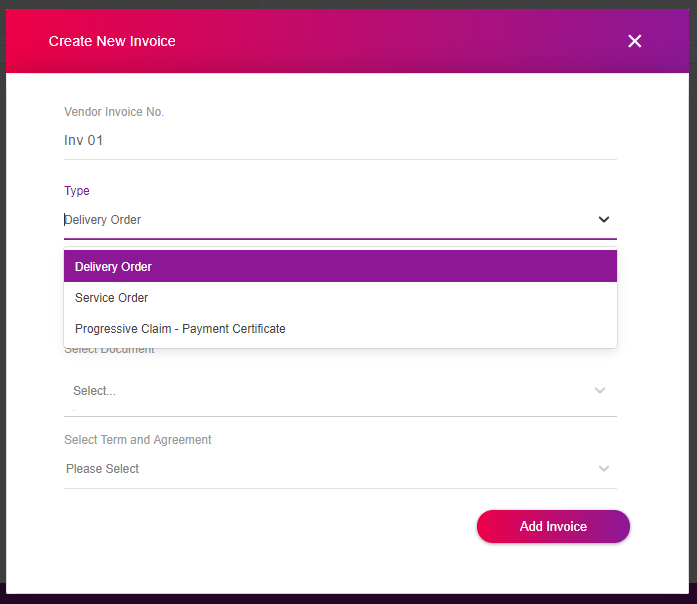 Create New Invoice
Vendor Invoice No.
Inv 01
Type
Delivery Order
Delivery Order
Service Order
Progressive Claim - Payment Certificate
Select Document
Select...
Select Term and Agreement
Please Select
Add Invoice